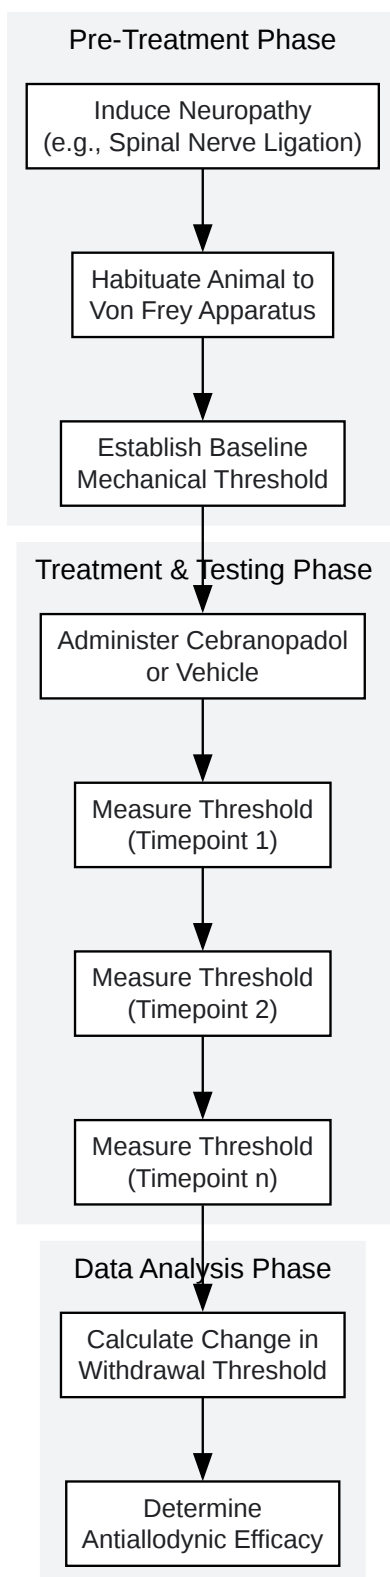 Pre-Treatment Phase
Induce Neuropathy
(e.g., Spinal Nerve Ligation)
Habituate Animal to
Von Frey Apparatus
Establish Baseline
Mechanical Threshold
Treatment & Testing Phase
Administer Cebranopadol
or Vehicle
Measure Threshold
(Timepoint 1)
Measure Threshold
(Timepoint 2)
Measure Threshold
(Timepoint n)
Data Analysis Phase
Calculate Change in
Withdrawal Threshold
Determine
Antiallodynic Efficacy